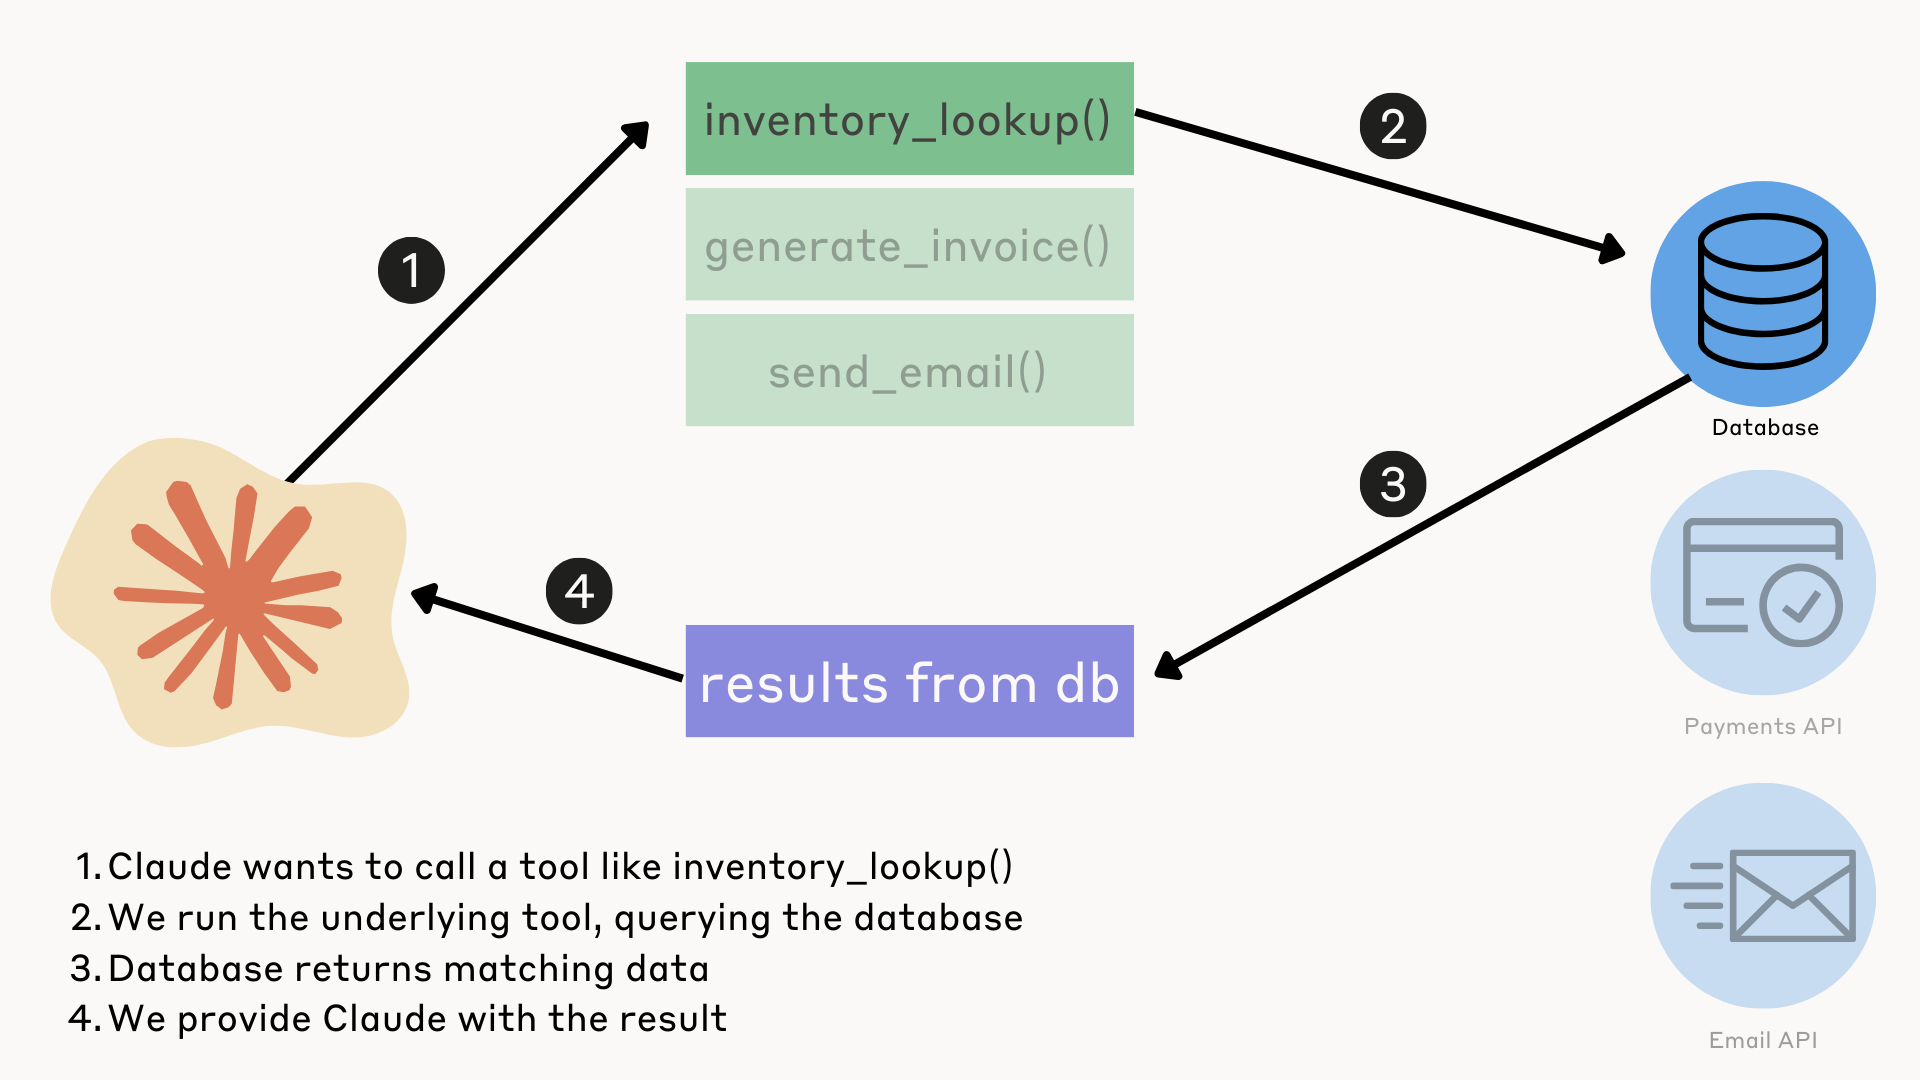 inventory_lookup()
generate_invoice()
send_email()
1
2
3
4
Database
results from db
Payments API
Email API
1. Claude wants to call a tool like inventory_lookup()
2. We run the underlying tool, querying the database
3. Database returns matching data
4. We provide Claude with the result